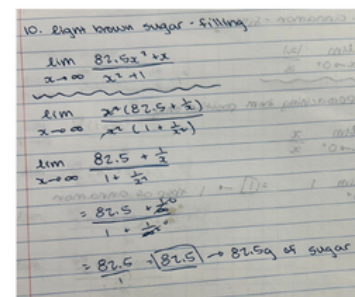 10. light brown sugar - filling
lim x→∞ 82.5x² + x / x² + 1
lim x→∞ x²(82.5 + 1/x) / x²(1 + 1/x²)
lim x→∞ 82.5 + 1/x / 1 + 1/x²
= 82.5 + 1/∞ 0 / 1 + 1/∞ 0
= 82.5 / 1 = 82.5 → 82.5g of sugar